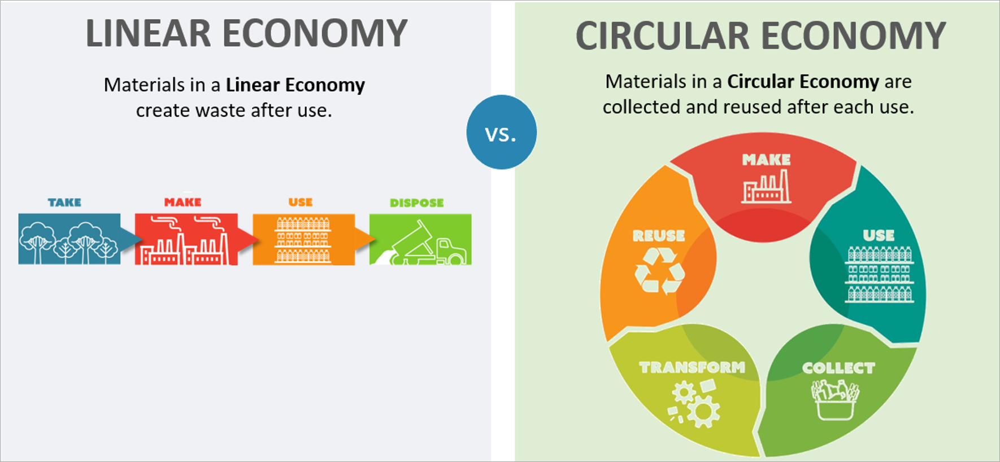 LINEAR ECONOMY
Materials in a Linear Economy
create waste after use.
TAKE
MAKE
USE
DISPOSE
vs.
CIRCULAR ECONOMY
Materials in a Circular Economy are
collected and reused after each use.
MAKE
USE
COLLECT
TRANSFORM
REUSE